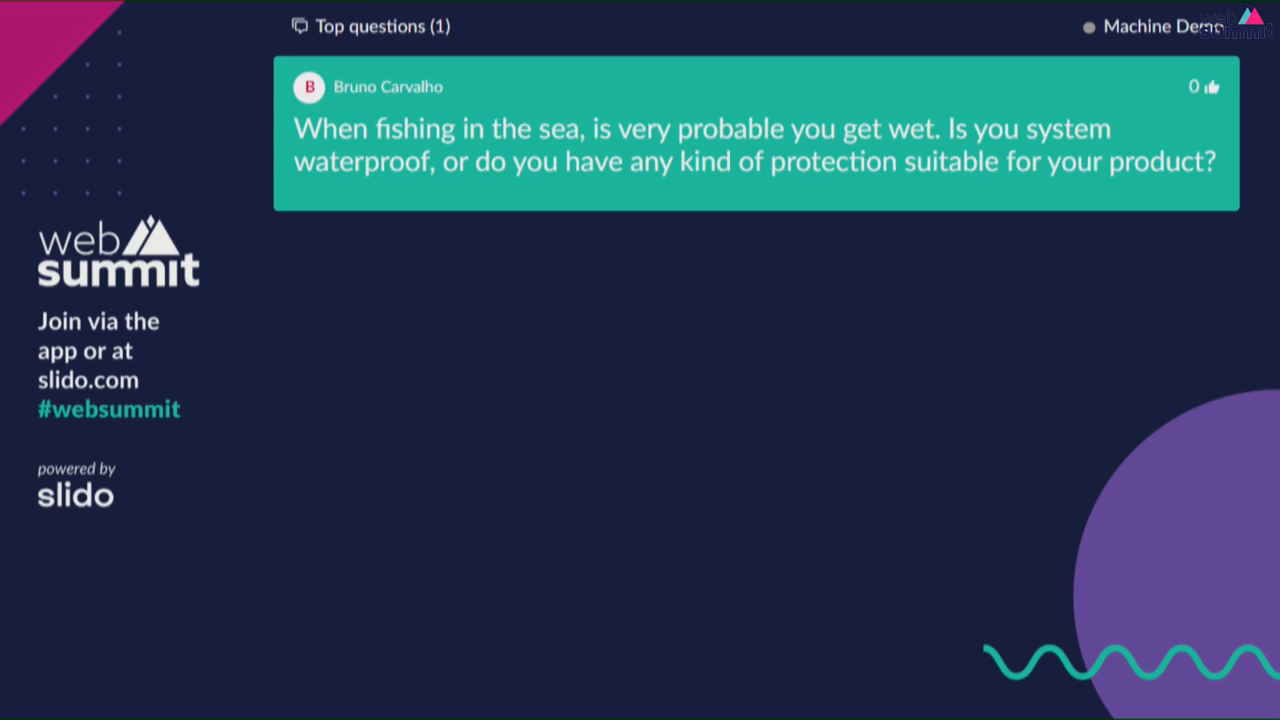 Top questions (1)
Machine Demo
B
Bruno Carvalho
0
When fishing in the sea, is very probable you get wet. Is you system
waterproof, or do you have any kind of protection suitable for your product?
web
summit
Join via the
app or at
slido.com
#websummit
powered by
slido
web
summit